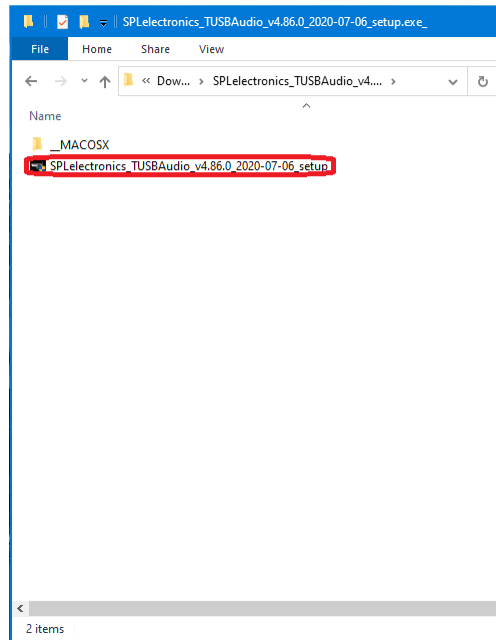 SPLelectronics_TUSBAudio_v4.86.0_2020-07-06_setup.exe_
File Home Share View
« Dow... › SPLelectronics_TUSBAudio_v4.... ›
Name
__MACOSX
SPLelectronics_TUSBAudio_v4.86.0_2020-07-06_setup
2 items